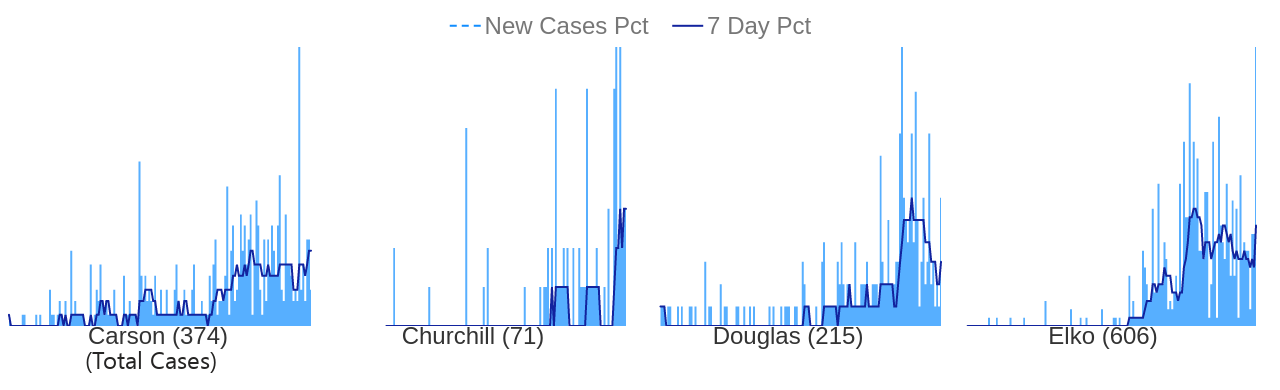 New Cases Pct 7 Day Pct
Carson (374) Churchill (71) Douglas (215) Elko (606)
(Total Cases)